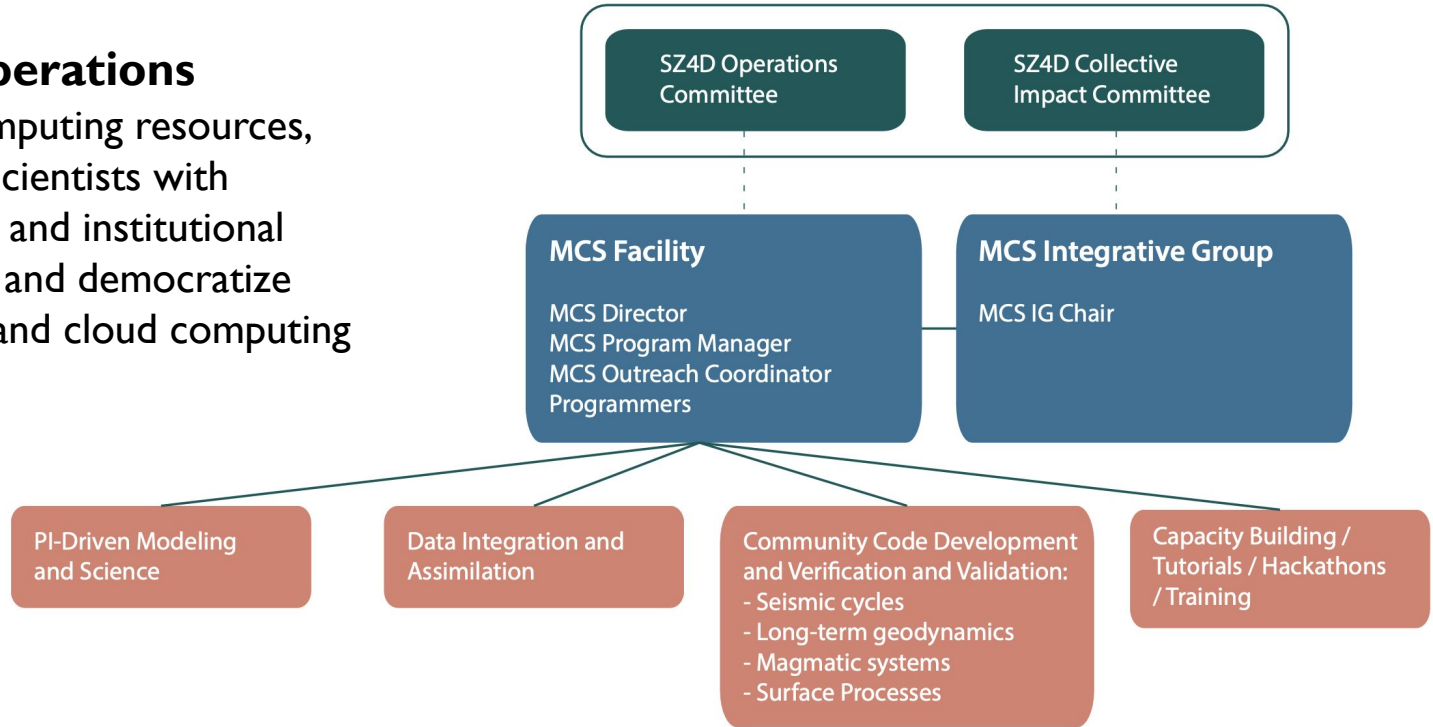 perations
mputing resources,
cientists with
and institutional
and democratize
and cloud computing
SZ4D Operations
Committee
SZ4D Collective
Impact Committee
MCS Facility
MCS Director
MCS Program Manager
MCS Outreach Coordinator
Programmers
MCS Integrative Group
MCS IG Chair
PI-Driven Modeling
and Science
Data Integration and
Assimilation
Community Code Development
and Verification and Validation:
- Seismic cycles
- Long-term geodynamics
- Magmatic systems
- Surface Processes
Capacity Building /
Tutorials / Hackathons
/ Training